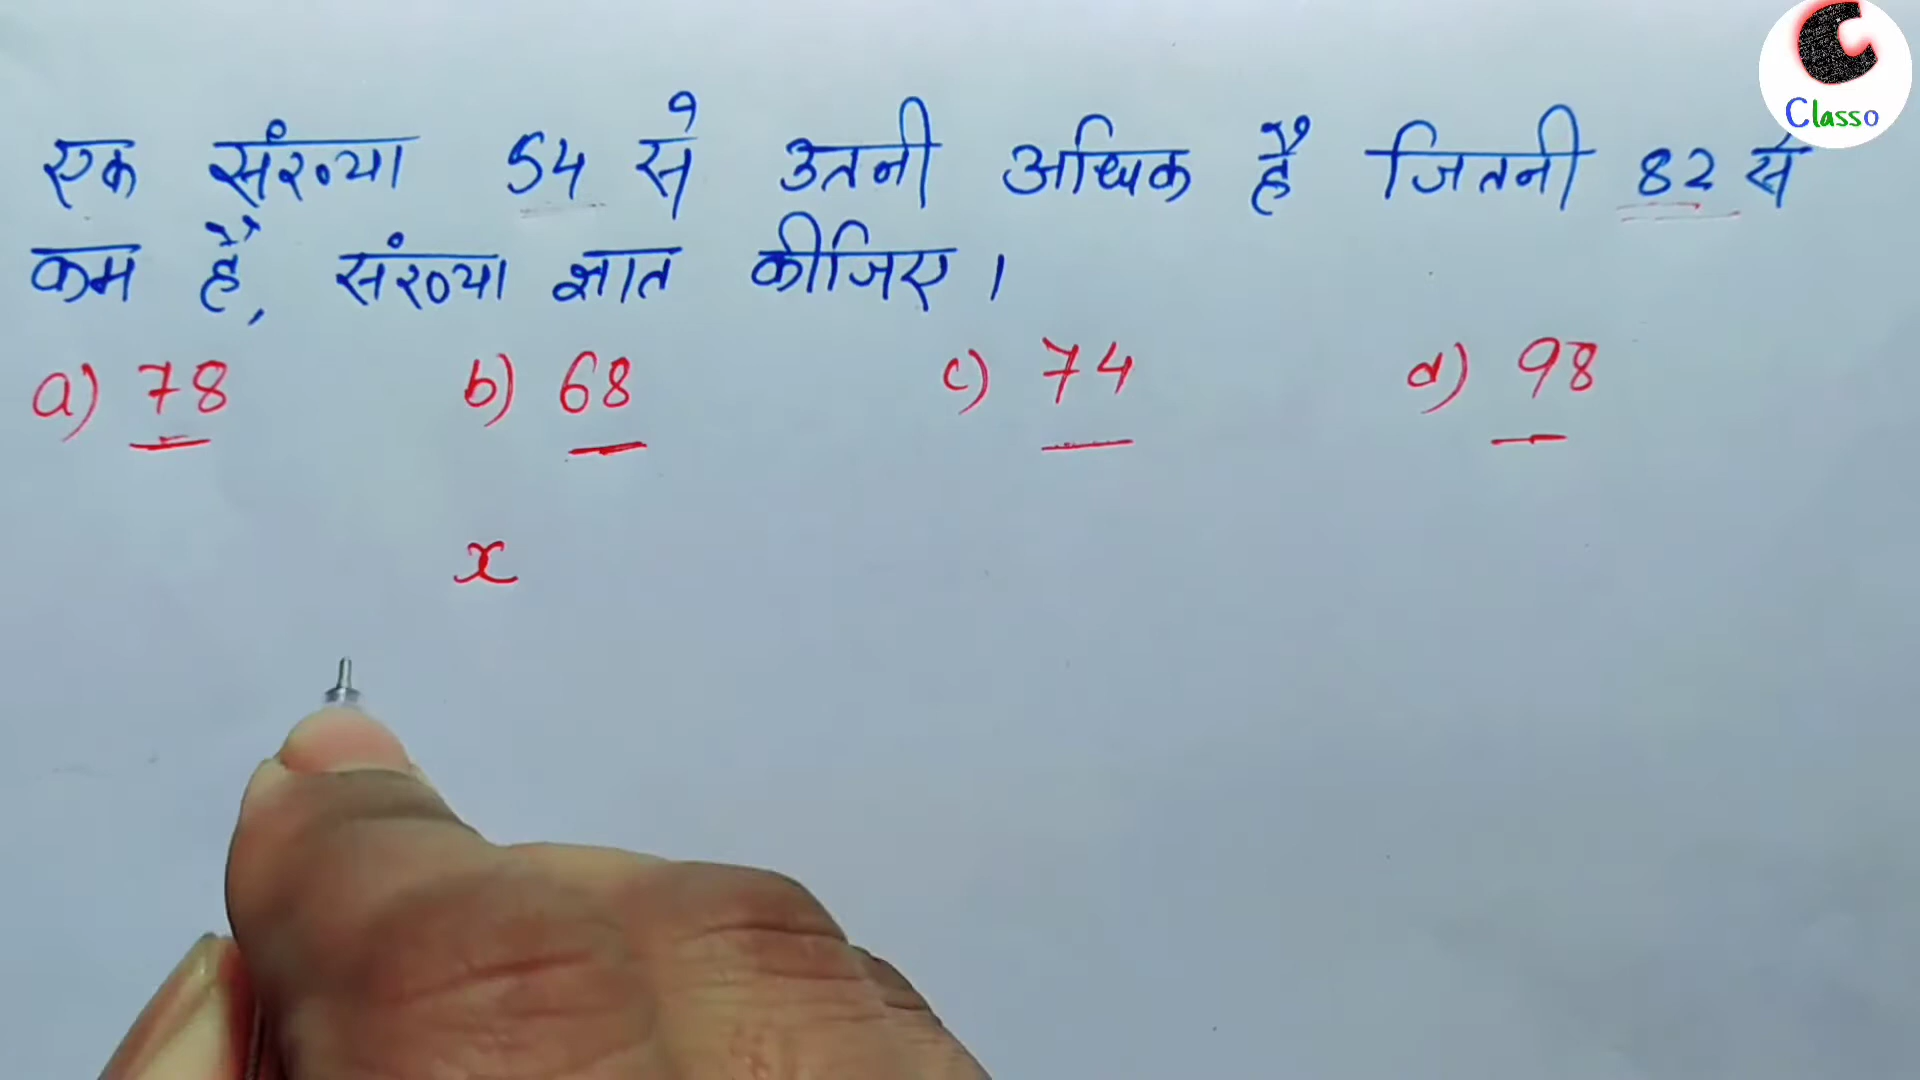 एक संख्या 54 से उतनी अधिक है जितनी 82 से
कम है, संख्या ज्ञात कीजिए।
a) 78 b) 68 c) 74 d) 98
x
C
Classo